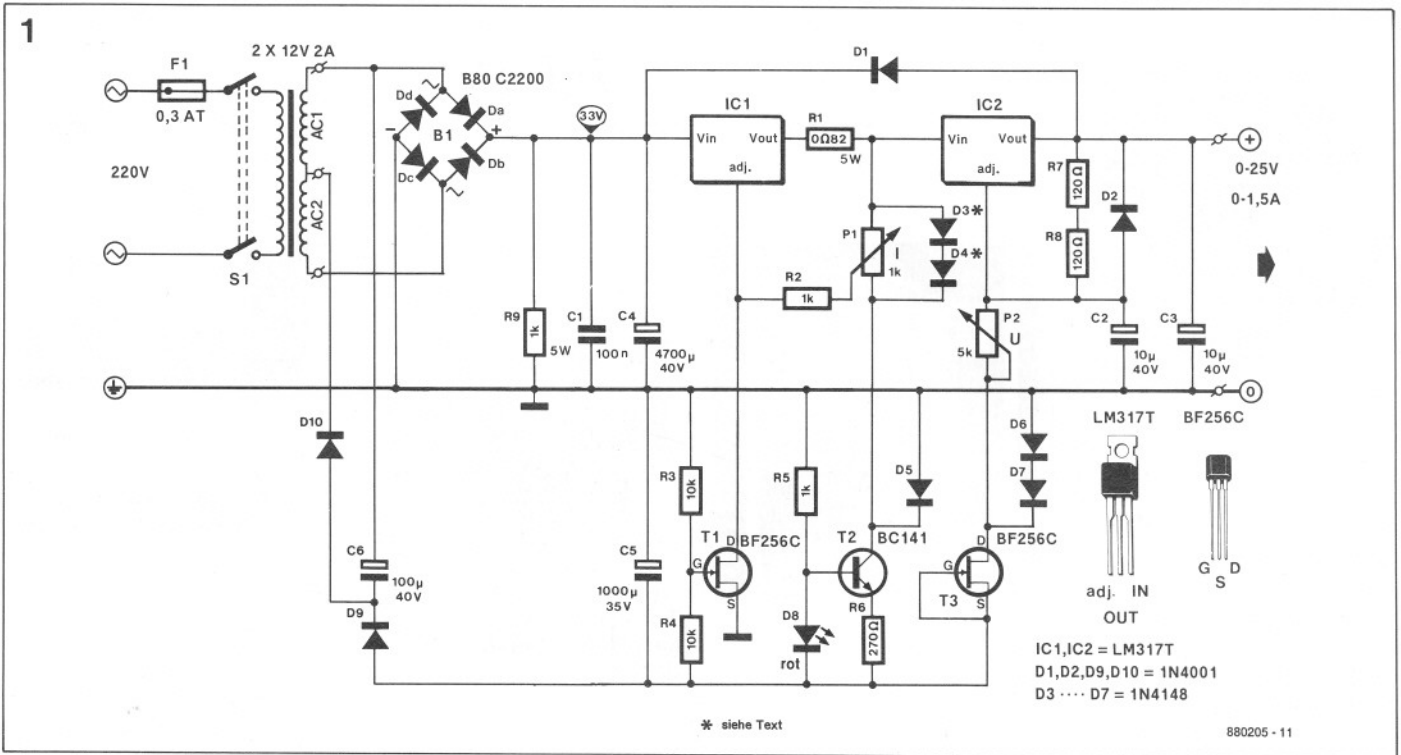 1
2 X 12V 2A
F1
0,3 AT
220V
S1
AC1
AC2
B80 C2200
Dd
Da
B1
Dc
Db
~
~
-
+
33V
D1
IC1
Vin
Vout
adj.
R1
0Ω82
5W
IC2
Vin
Vout
adj.
+
0-25V
0-1,5A
R7
120Ω
R8
120Ω
D2
D3*
D4*
P1
I
1k
R2
1k
R9
1k
5W
C1
100n
C4
4700µ
40V
P2
U
5k
C2
10µ
40V
C3
10µ
40V
0
D10
C6
100µ
40V
D9
C5
1000µ
35V
R3
10k
R4
10k
T1
D
BF256C
G
S
R5
1k
D8
rot
T2
BC141
R6
270Ω
D5
D6
D7
D
BF256C
G
T3
S
LM317T
BF256C
adj. IN
OUT
G D
S
IC1,IC2 = LM317T
D1,D2,D9,D10 = 1N4001
D3 ···· D7 = 1N4148
* siehe Text
880205 - 11